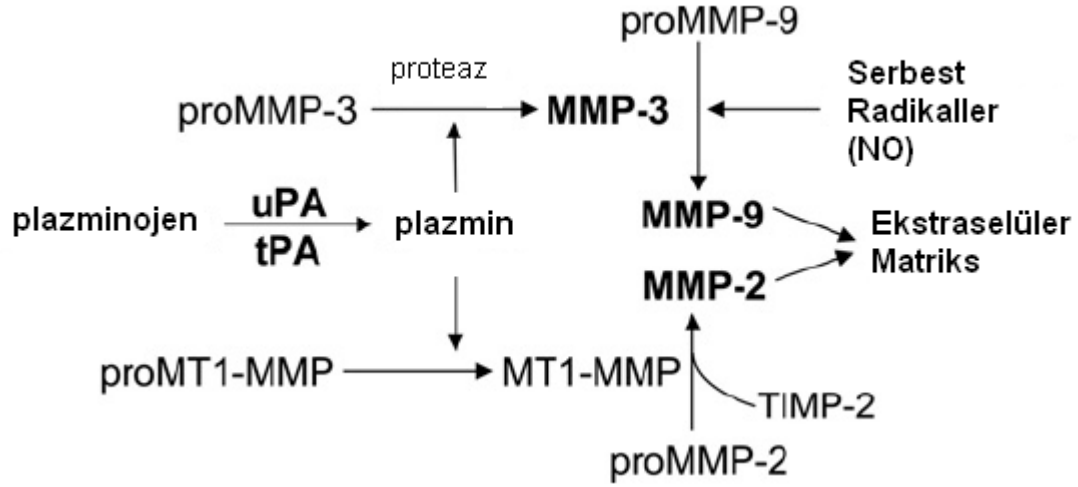 proMMP-9
proteaz
Serbest
Radikaller
(NO)
proMMP-3
MMP-3
plazminojen
uPA
tPA
plazmin
MMP-9
Ekstraselüler
Matriks
MMP-2
proMT1-MMP
MT1-MMP
TIMP-2
proMMP-2